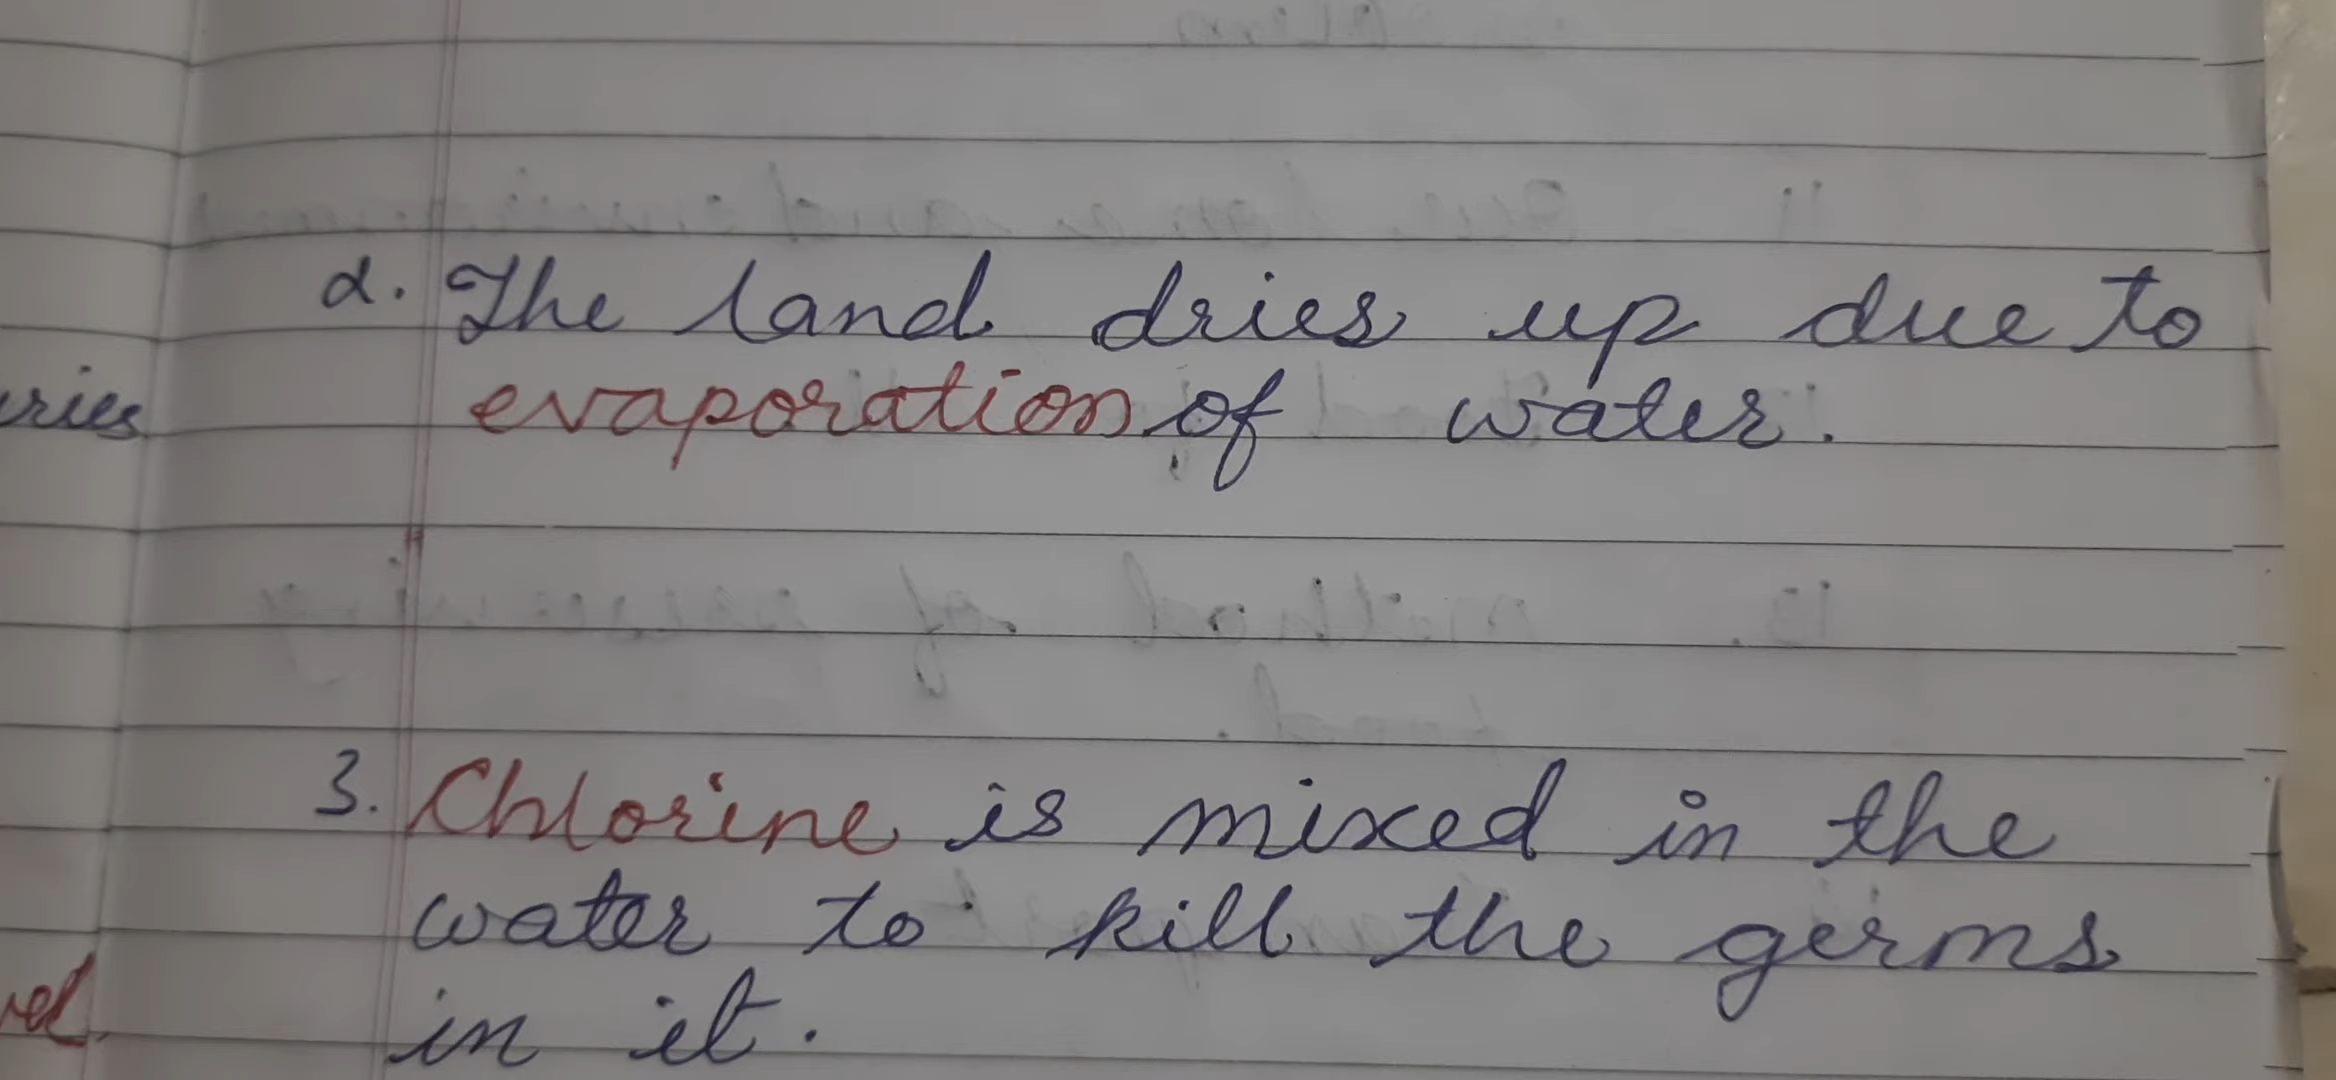 2. The land dries up due to
evaporation of water.
3. Chlorine is mixed in the
water to kill the germs
in it.